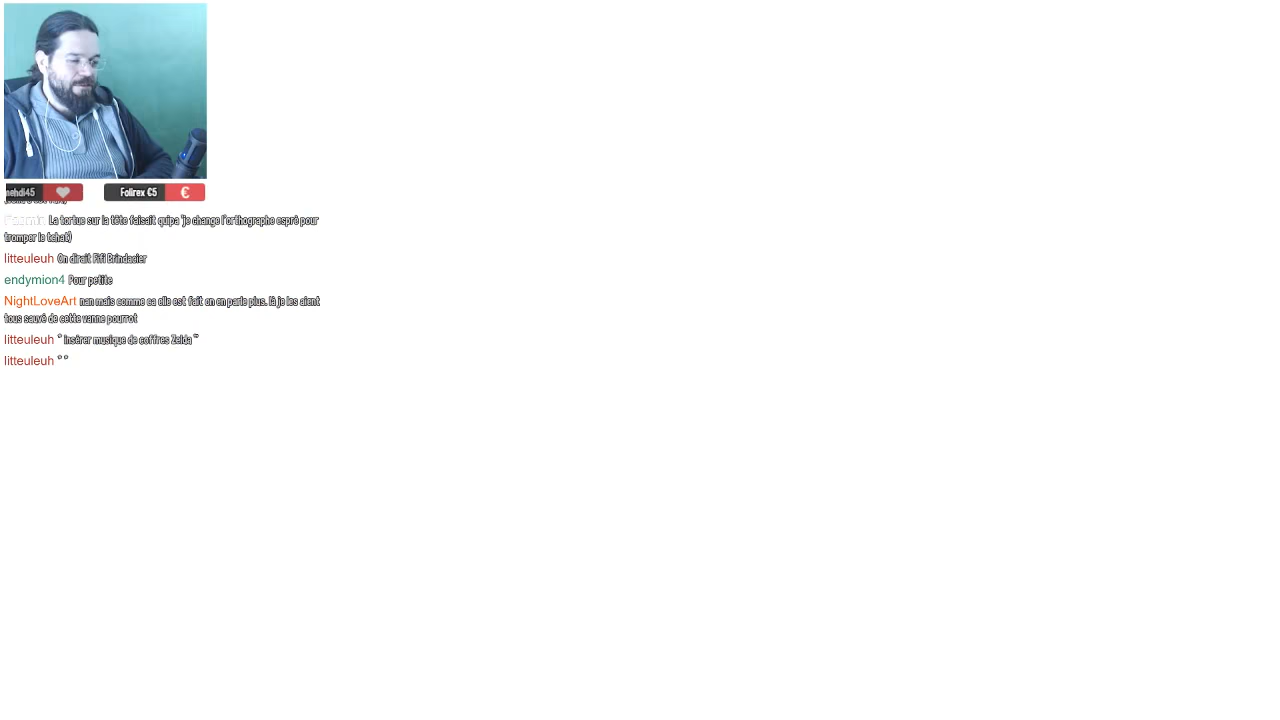 mehdi45
Follrex €5 €
La tortue sur la tête faisait quipa 'je change l'orthographe espré pour
tromper le tchat)
litteuleuh On dirait Fifi Brindacier
endymion4 Pour petite
NightLoveArt nan mais comme ca elle est fait on en parle plus. là je les aient
tous sauvé de cette vanne pourrot
litteuleuh " insérer musique de coffres Zelda "
litteuleuh " "